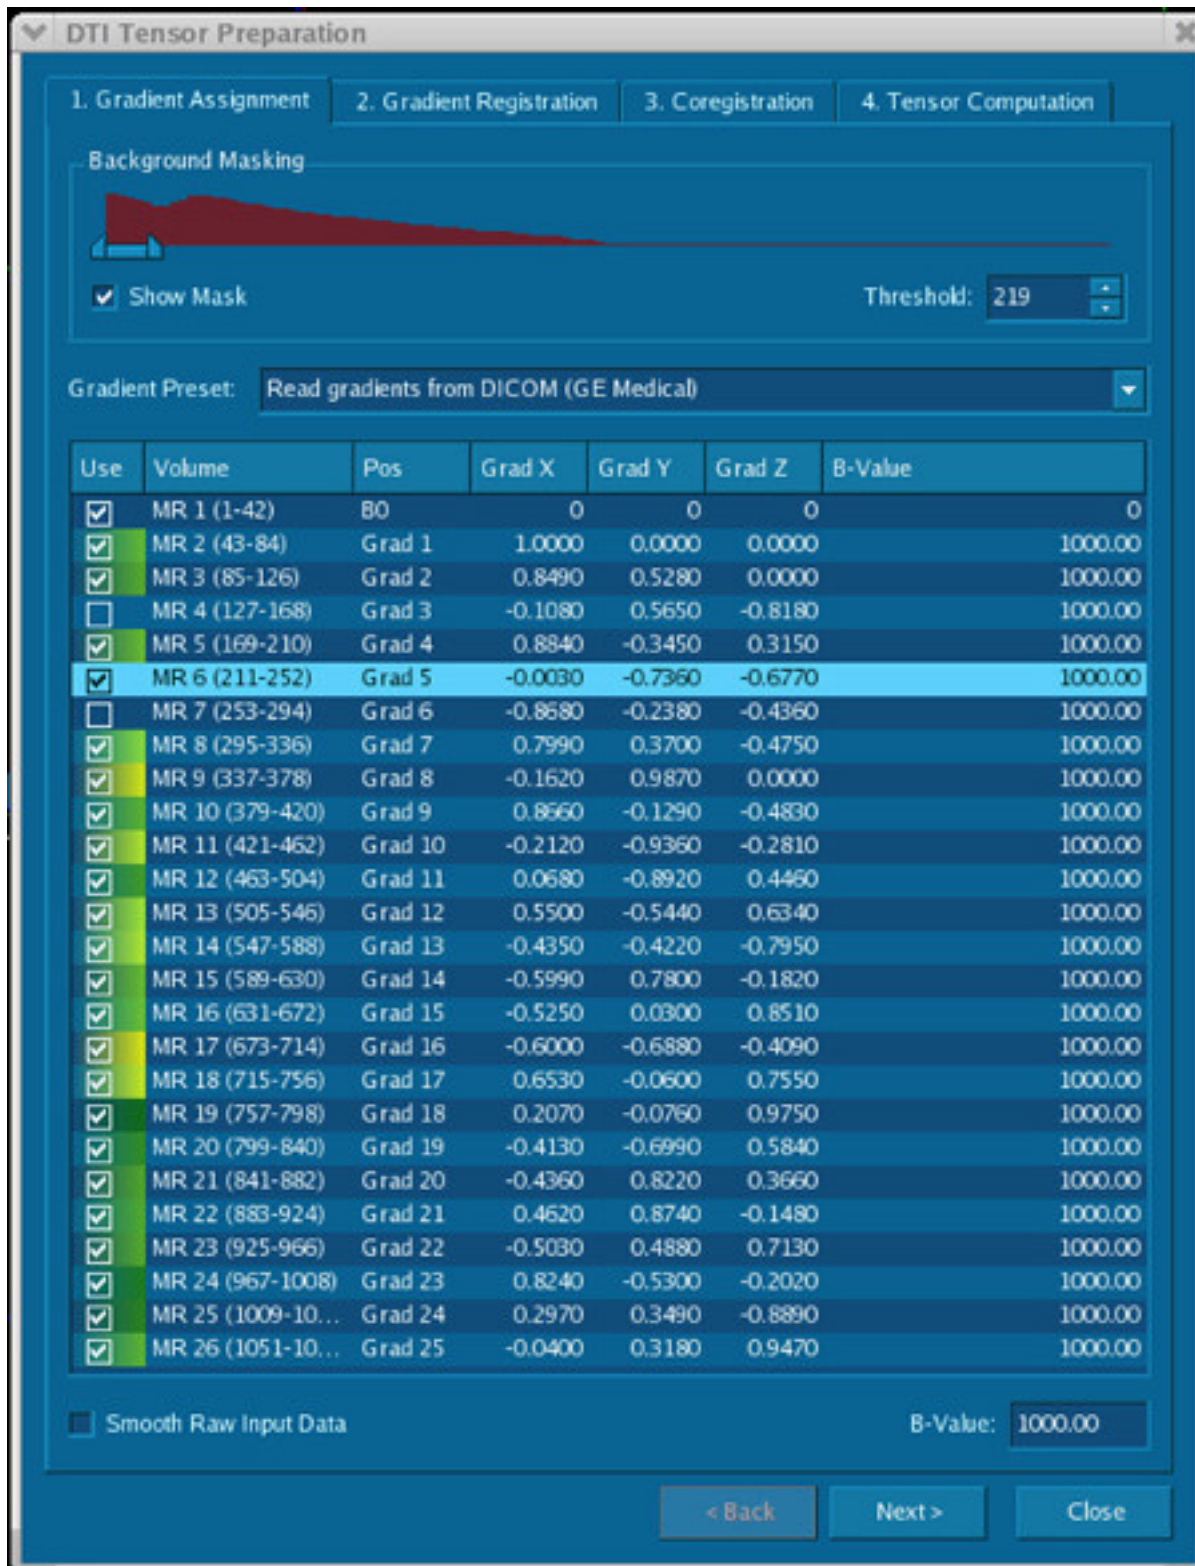 DTI Tensor Preparation
1. Gradient Assignment 2. Gradient Registration 3. Coregistration 4. Tensor Computation
Background Masking
Show Mask Threshold: 219
Gradient Preset: Read gradients from DICOM (GE Medical)
Use Volume Pos Grad X Grad Y Grad Z B-Value
MR 1 (1-42) B0 0 0 0 0
MR 2 (43-84) Grad 1 1.0000 0.0000 0.0000 1000.00
MR 3 (85-126) Grad 2 0.8490 0.5280 0.0000 1000.00
MR 4 (127-168) Grad 3 -0.1080 0.5650 -0.8180 1000.00
MR 5 (169-210) Grad 4 0.8840 -0.3450 0.3150 1000.00
MR 6 (211-252) Grad 5 -0.0030 -0.7360 -0.6770 1000.00
MR 7 (253-294) Grad 6 -0.8680 -0.2380 -0.4360 1000.00
MR 8 (295-336) Grad 7 0.7990 0.3700 -0.4750 1000.00
MR 9 (337-378) Grad 8 -0.1620 0.9870 0.0000 1000.00
MR 10 (379-420) Grad 9 0.8660 -0.1290 -0.4830 1000.00
MR 11 (421-462) Grad 10 -0.2120 -0.9360 -0.2810 1000.00
MR 12 (463-504) Grad 11 0.0680 -0.8920 0.4460 1000.00
MR 13 (505-546) Grad 12 0.5500 -0.5440 0.6340 1000.00
MR 14 (547-588) Grad 13 -0.4350 -0.4220 -0.7950 1000.00
MR 15 (589-630) Grad 14 -0.5990 0.7800 -0.1820 1000.00
MR 16 (631-672) Grad 15 -0.5250 0.0300 0.8510 1000.00
MR 17 (673-714) Grad 16 -0.6000 -0.6880 -0.4090 1000.00
MR 18 (715-756) Grad 17 0.6530 -0.0600 0.7550 1000.00
MR 19 (757-798) Grad 18 0.2070 -0.0760 0.9750 1000.00
MR 20 (799-840) Grad 19 -0.4130 -0.6990 0.5840 1000.00
MR 21 (841-882) Grad 20 -0.4360 0.8220 0.3660 1000.00
MR 22 (883-924) Grad 21 0.4620 0.8740 -0.1480 1000.00
MR 23 (925-966) Grad 22 -0.5030 0.4880 0.7130 1000.00
MR 24 (967-1008) Grad 23 0.8240 -0.5300 -0.2020 1000.00
MR 25 (1009-10... Grad 24 0.2970 0.3490 -0.8890 1000.00
MR 26 (1051-10... Grad 25 -0.0400 0.3180 0.9470 1000.00
Smooth Raw Input Data B-Value: 1000.00
< Back Next > Close